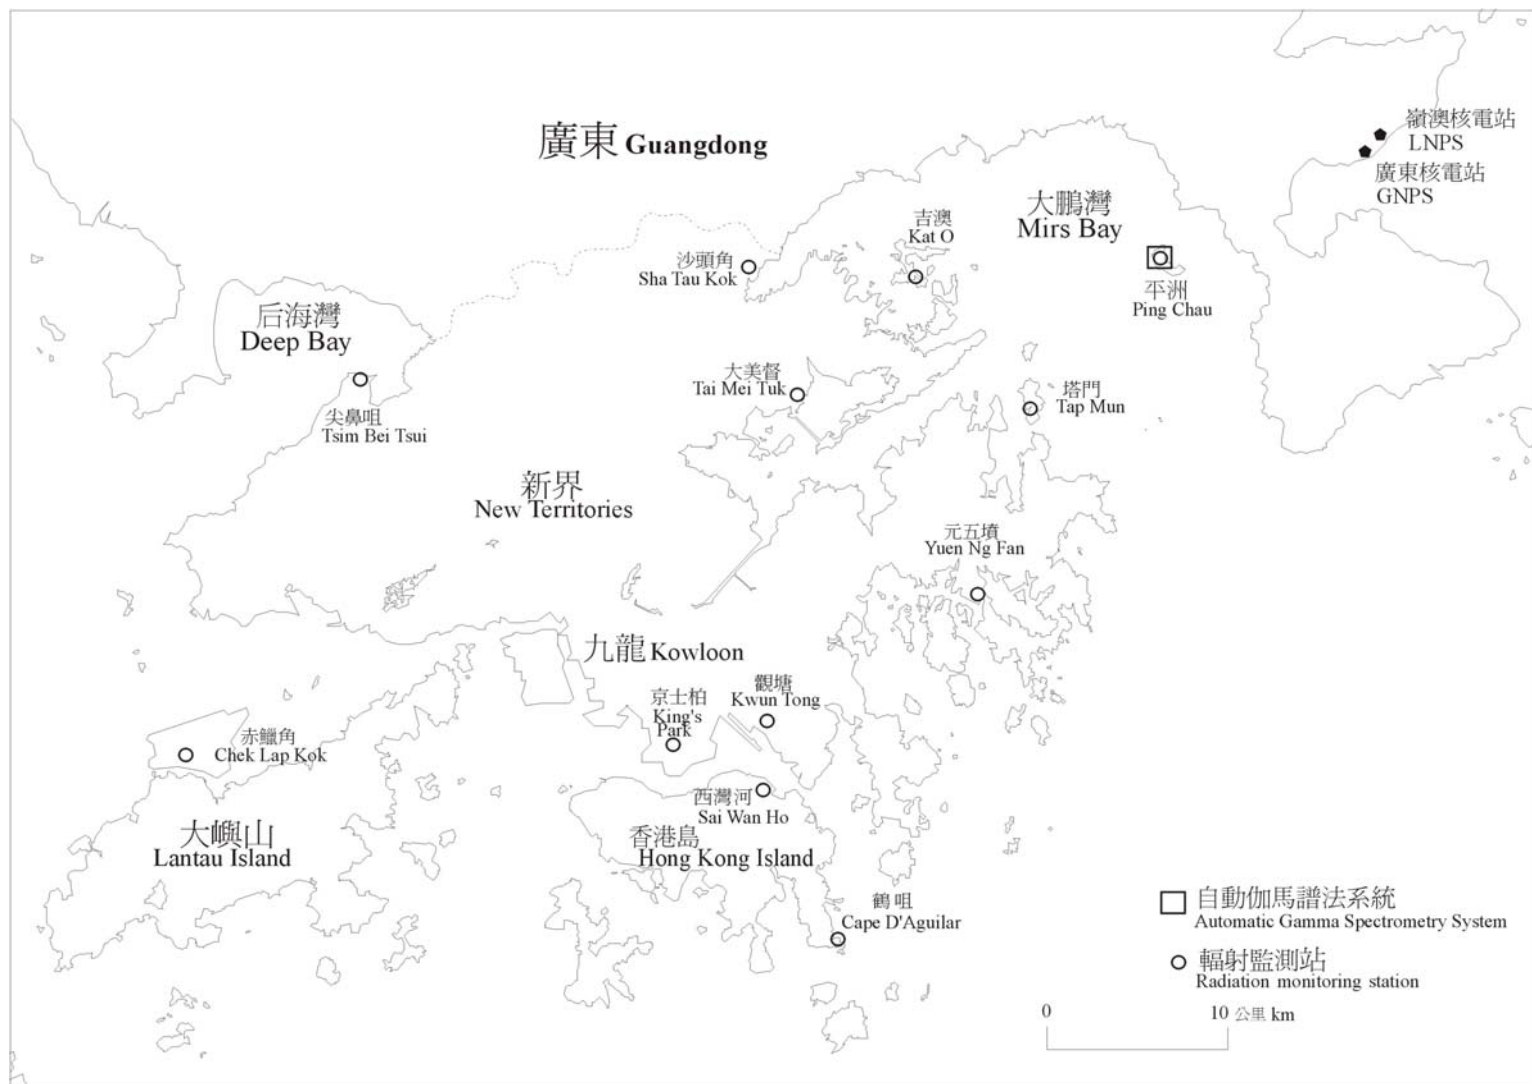 廣東 Guangdong
嶺澳核電站
LNPS
廣東核電站
GNPS
大鵬灣
Mirs Bay
吉澳
Kat O
沙頭角
Sha Tau Kok
平洲
Ping Chau
后海灣
Deep Bay
大美督
Tai Mei Tuk
塔門
Tap Mun
尖鼻咀
Tsim Bei Tsui
新界
New Territories
元五墳
Yuen Ng Fan
九龍 Kowloon
觀塘
Kwun Tong
京士柏
King's
Park
赤鱲角
Chek Lap Kok
西灣河
Sai Wan Ho
大嶼山
Lantau Island
香港島
Hong Kong Island
鶴咀
Cape D'Aguilar
自動伽馬譜法系統
Automatic Gamma Spectrometry System
輻射監測站
Radiation monitoring station
0 10 公里 km